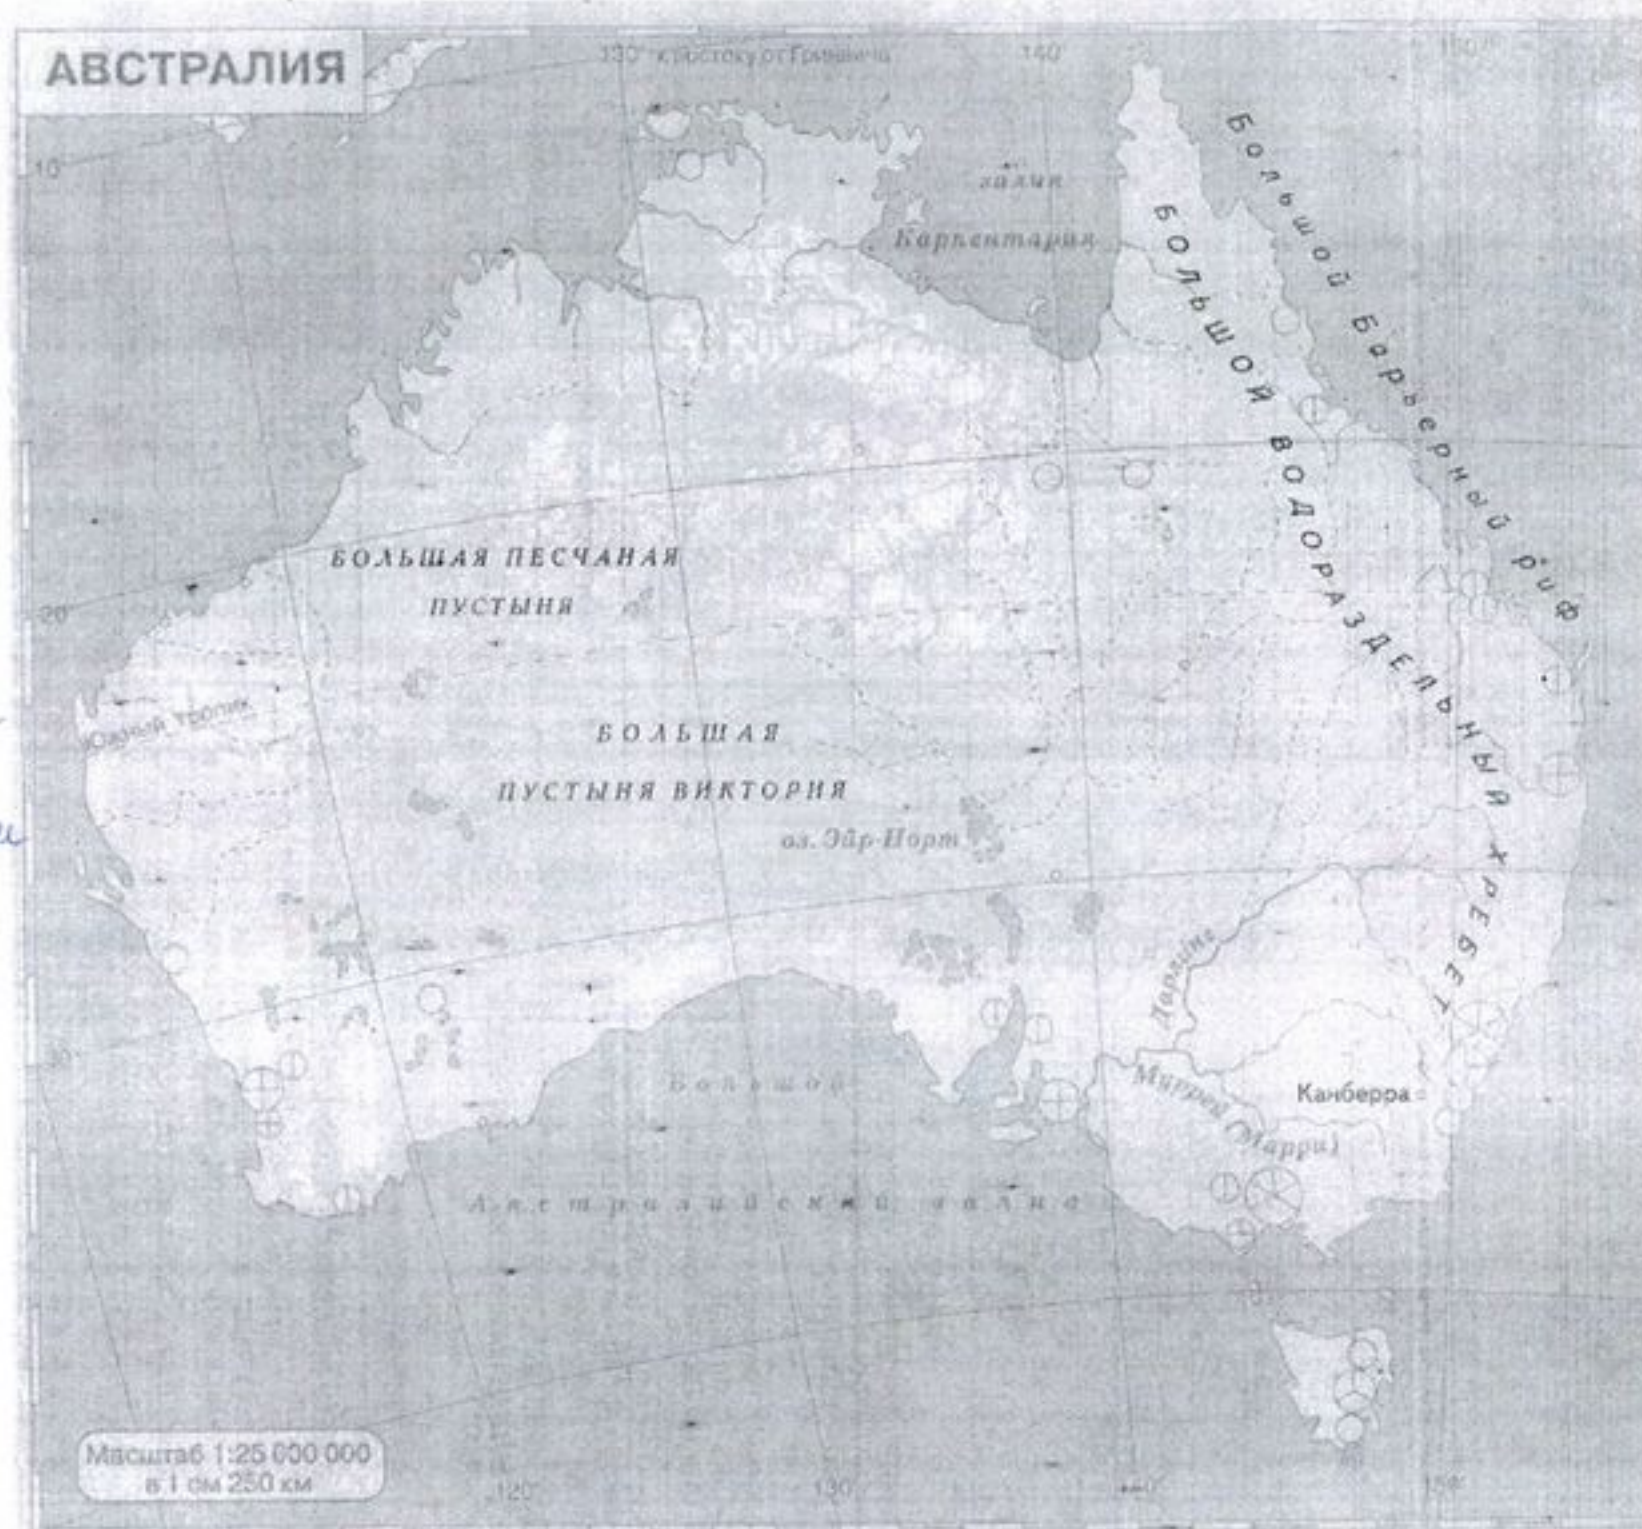 АВСТРАЛИЯ
130° к востоку от Гринвича
140°
150°
10
залив
Карпентария
Большой Барьерный риф
БОЛЬШОЙ ВОДОРАЗДЕЛЬНЫЙ ХРЕБЕТ
БОЛЬШАЯ ПЕСЧАНАЯ
ПУСТЫНЯ
20
Южный тропик
БОЛЬШАЯ
ПУСТЫНЯ ВИКТОРИЯ
оз. Эйр-Норт
Дарлинг
Муррей (Марри)
Канберра
Большой
Австралийский залив
Масштаб 1:25 000 000
в 1 см 250 км
120°
130°
140°
150°